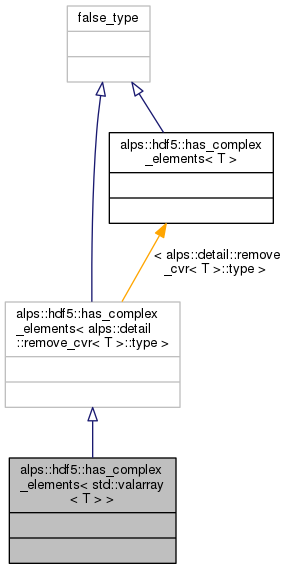 false_type
alps::hdf5::has_complex
_elements< T >
< alps::detail::remove
_cvr< T >::type >
alps::hdf5::has_complex
_elements< alps::detail
::remove_cvr< T >::type >
alps::hdf5::has_complex
_elements< std::valarray
< T > >